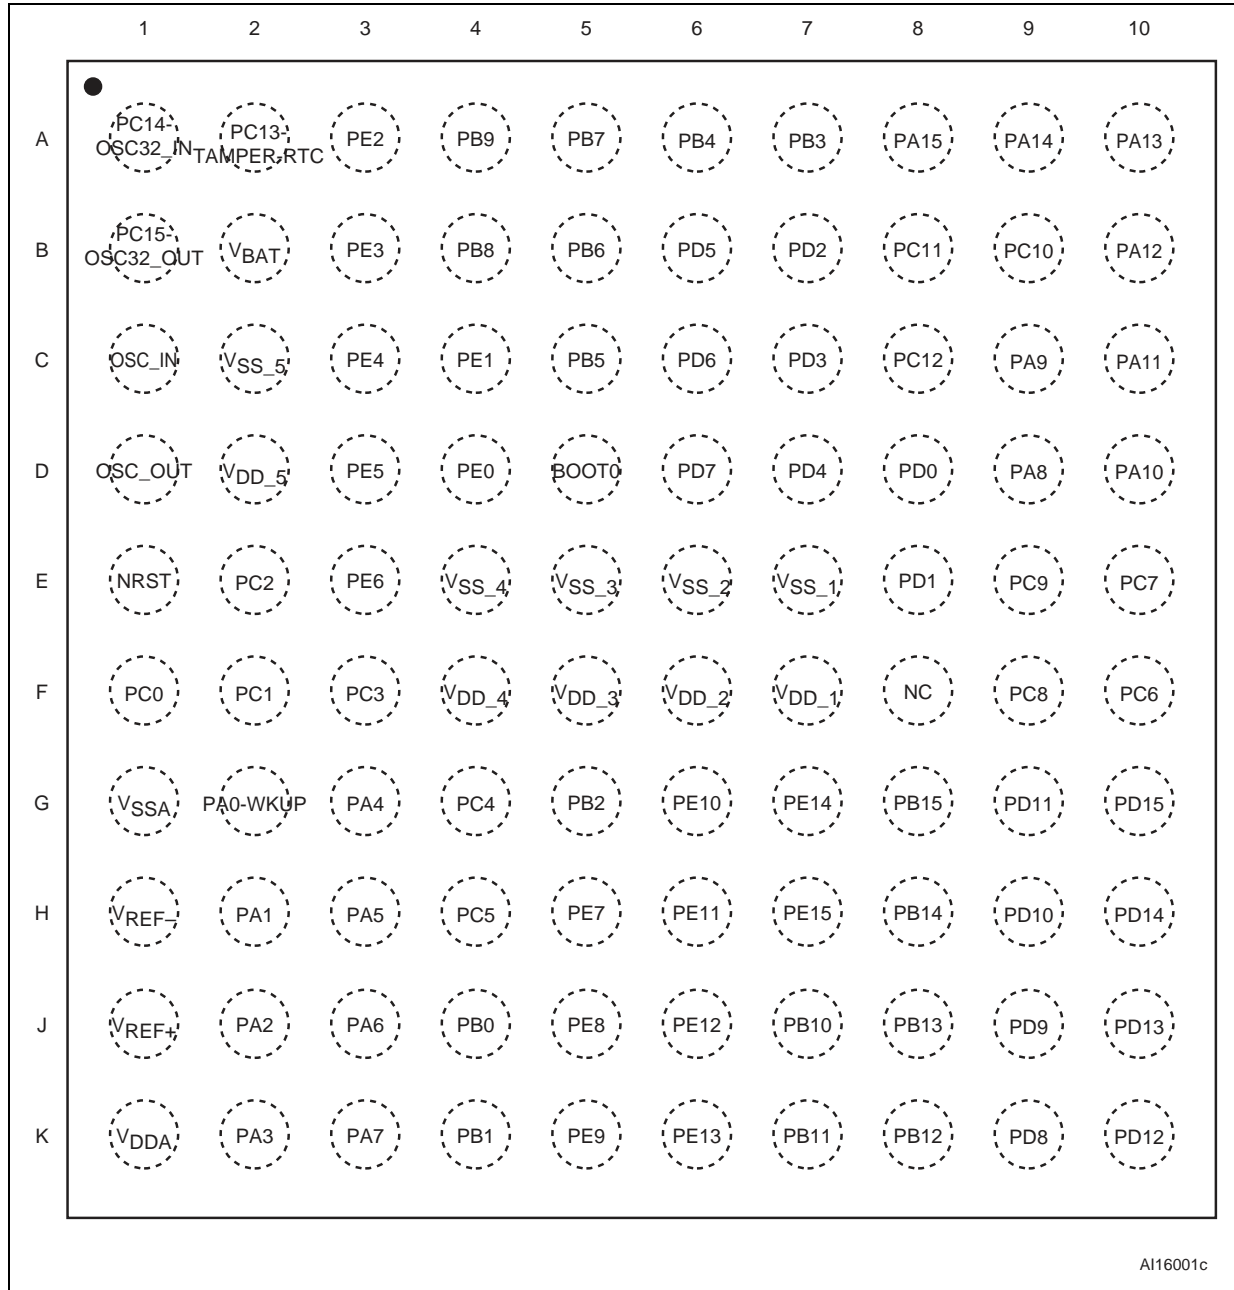 1 2 3 4 5 6 7 8 9 10
A PC14-OSC32_IN PC13-TAMPER-RTC PE2 PB9 PB7 PB4 PB3 PA15 PA14 PA13
B PC15-OSC32_OUT VBAT PE3 PB8 PB6 PD5 PD2 PC11 PC10 PA12
C OSC_IN VSS_5 PE4 PE1 PB5 PD6 PD3 PC12 PA9 PA11
D OSC_OUT VDD_5 PE5 PE0 BOOT0 PD7 PD4 PD0 PA8 PA10
E NRST PC2 PE6 VSS_4 VSS_3 VSS_2 VSS_1 PD1 PC9 PC7
F PC0 PC1 PC3 VDD_4 VDD_3 VDD_2 VDD_1 NC PC8 PC6
G VSSA PA0-WKUP PA4 PC4 PB2 PE10 PE14 PB15 PD11 PD15
H VREF– PA1 PA5 PC5 PE7 PE11 PE15 PB14 PD10 PD14
J VREF+ PA2 PA6 PB0 PE8 PE12 PB10 PB13 PD9 PD13
K VDDA PA3 PA7 PB1 PE9 PE13 PB11 PB12 PD8 PD12
AI16001c